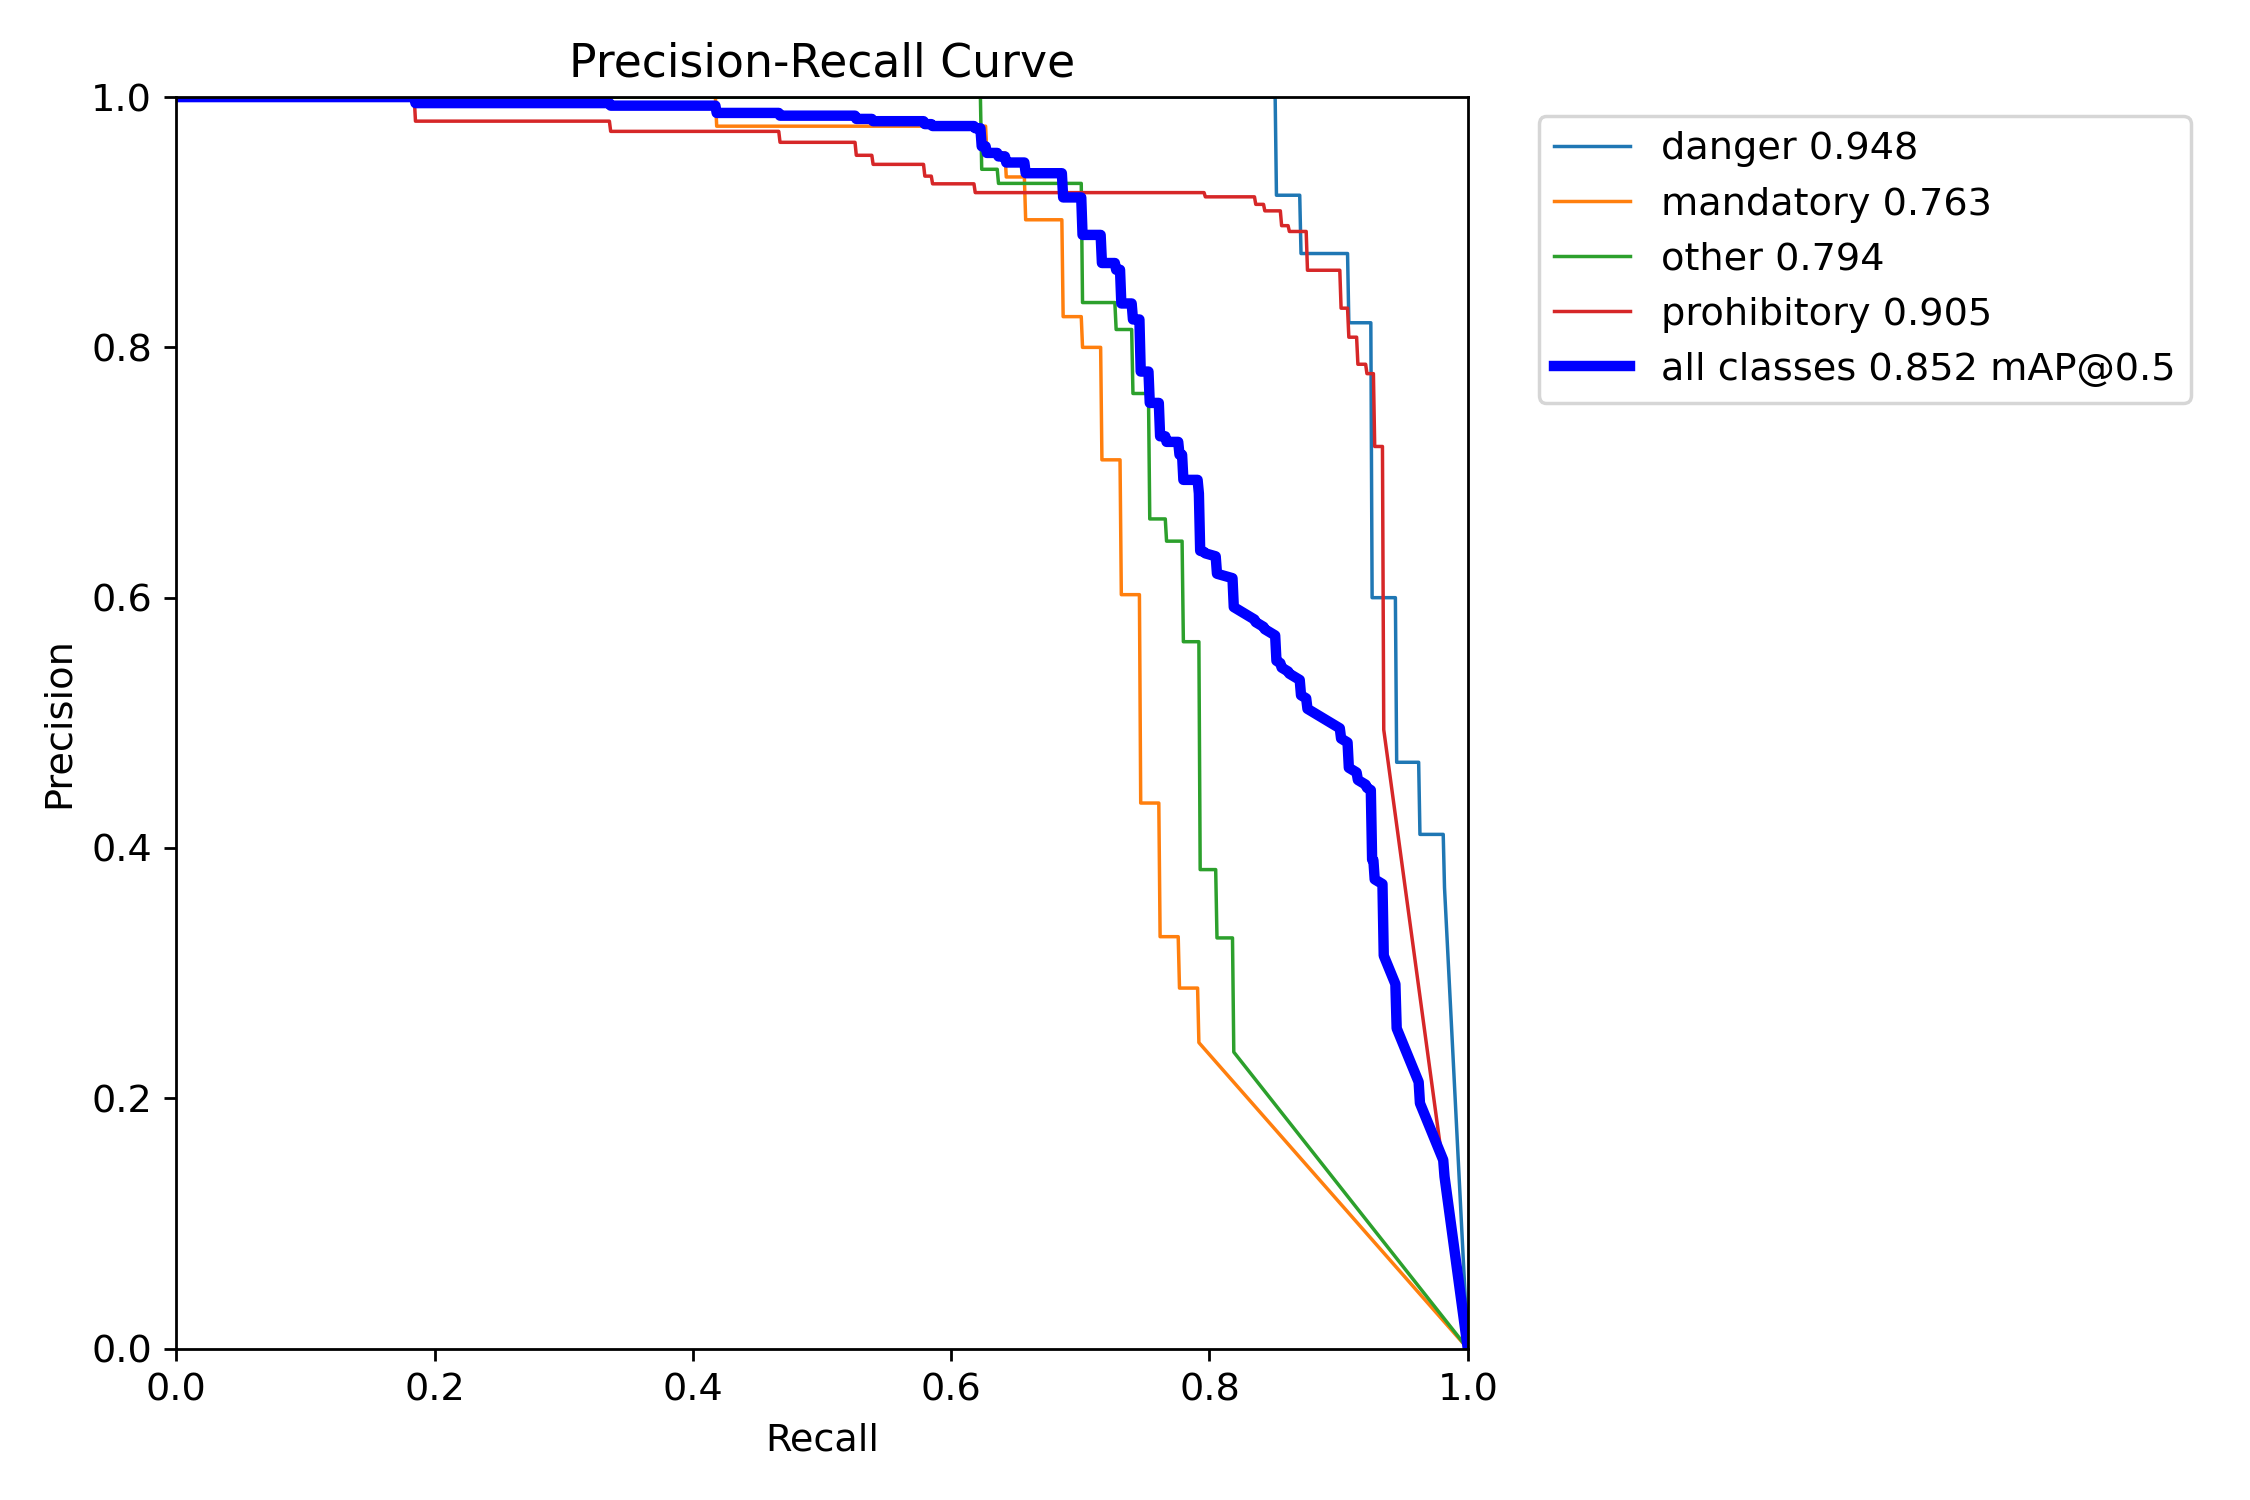 Precision-Recall Curve
1.0
0.8
0.6
0.4
0.2
0.0
Precision
0.0 0.2 0.4 0.6 0.8 1.0
Recall
danger 0.948
mandatory 0.763
other 0.794
prohibitory 0.905
all classes 0.852 mAP@0.5